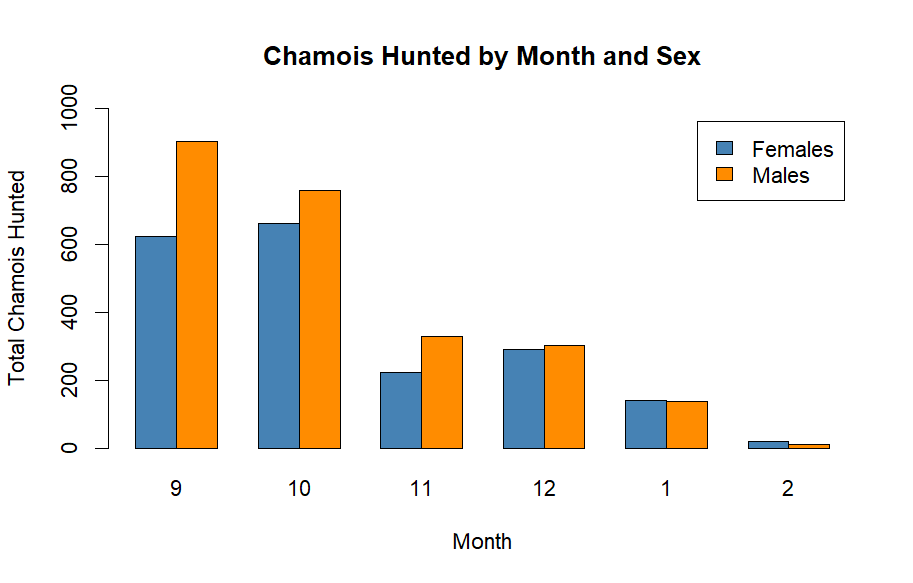 Chamois Hunted by Month and Sex
Total Chamois Hunted
1000
800
600
400
200
0
Females
Males
9 10 11 12 1 2
Month